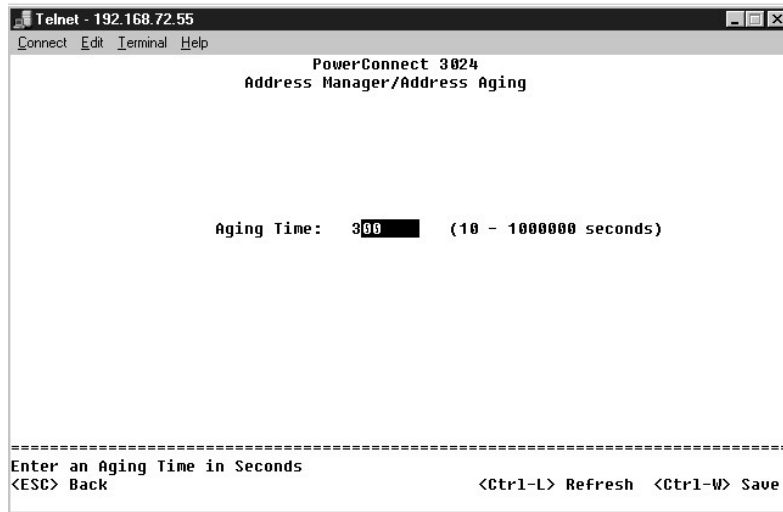 Telnet - 192.168.72.55
Connect Edit Terminal Help
PowerConnect 3024
Address Manager/Address Aging
Aging Time: 300 (10 - 1000000 seconds)
================================================================================
Enter an Aging Time in Seconds
<ESC> Back <Ctrl-L> Refresh <Ctrl-W> Save